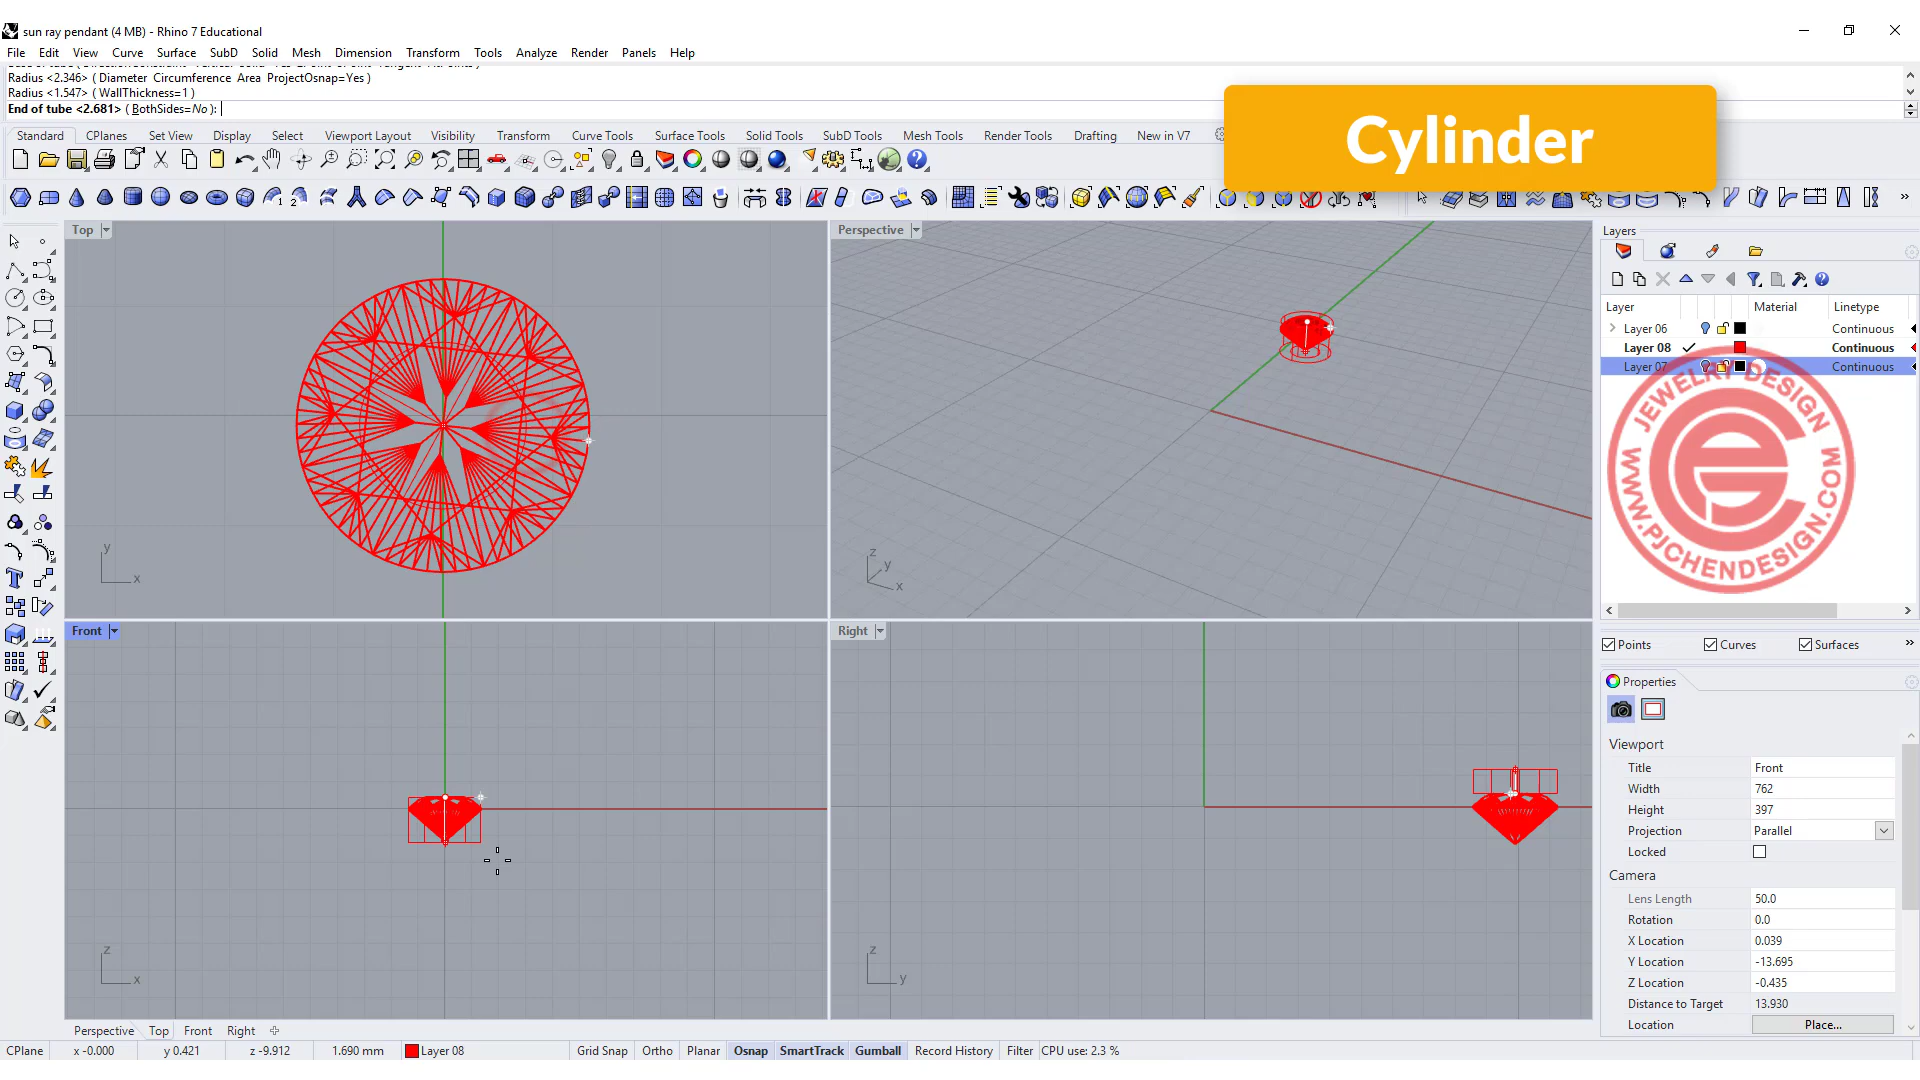 sun ray pendant (4 MB) - Rhino 7 Educational
File Edit View Curve Surface SubD Solid Mesh Dimension Transform Tools Analyze Render Panels Help
Radius <2.346> ( Diameter Circumference Area ProjectOsnap=Yes )
Radius <1.547> ( WallThickness=1 )
End of tube <2.681> ( BothSides=No ):
Cylinder
Standard CPlanes Set View Display Select Viewport Layout Visibility Transform Curve Tools Surface Tools Solid Tools SubD Tools Mesh Tools Render Tools Drafting New in V7
Top
Perspective
Layers
Layer Material Linetype
Layer 06 Continuous
Layer 08 Continuous
Layer 07 Continuous
JEWELRY DESIGN
WWW.PJCHENDESIGN.COM
y
x
z
y
x
Front
Right
Points Curves Surfaces
Properties
Viewport
Title Front
Width 762
Height 397
Projection Parallel
Locked
Camera
Lens Length 50.0
Rotation 0.0
X Location 0.039
Y Location -13.695
Z Location -0.435
Distance to Target 13.930
Location Place...
z
x
z
y
Perspective Top Front Right
CPlane x -0.000 y 0.421 z -9.912 1.690 mm Layer 08 Grid Snap Ortho Planar Osnap SmartTrack Gumball Record History Filter CPU use: 2.3 %